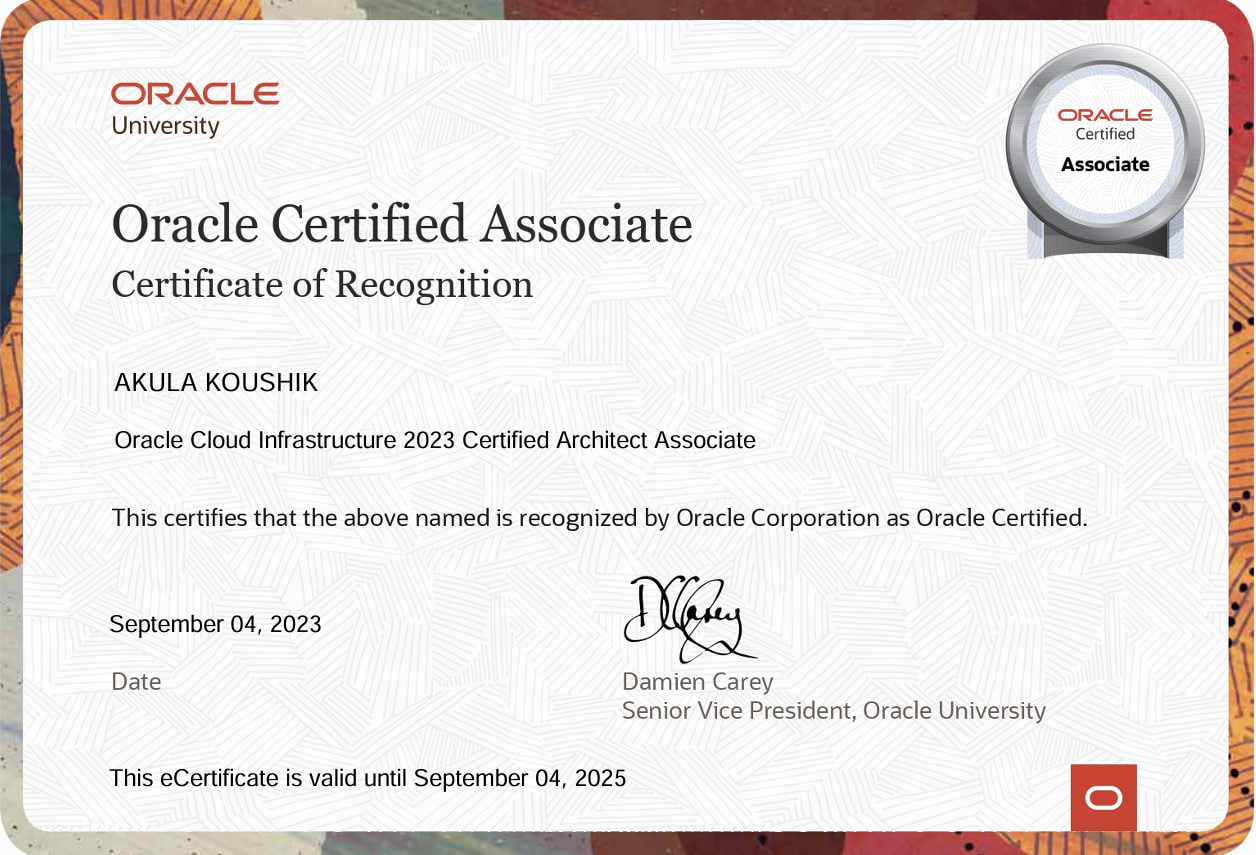 ORACLE
University
ORACLE
Certified
Associate
Oracle Certified Associate
Certificate of Recognition
AKULA KOUSHIK
Oracle Cloud Infrastructure 2023 Certified Architect Associate
This certifies that the above named is recognized by Oracle Corporation as Oracle Certified.
September 04, 2023
Date
DCarey
Damien Carey
Senior Vice President, Oracle University
This eCertificate is valid until September 04, 2025